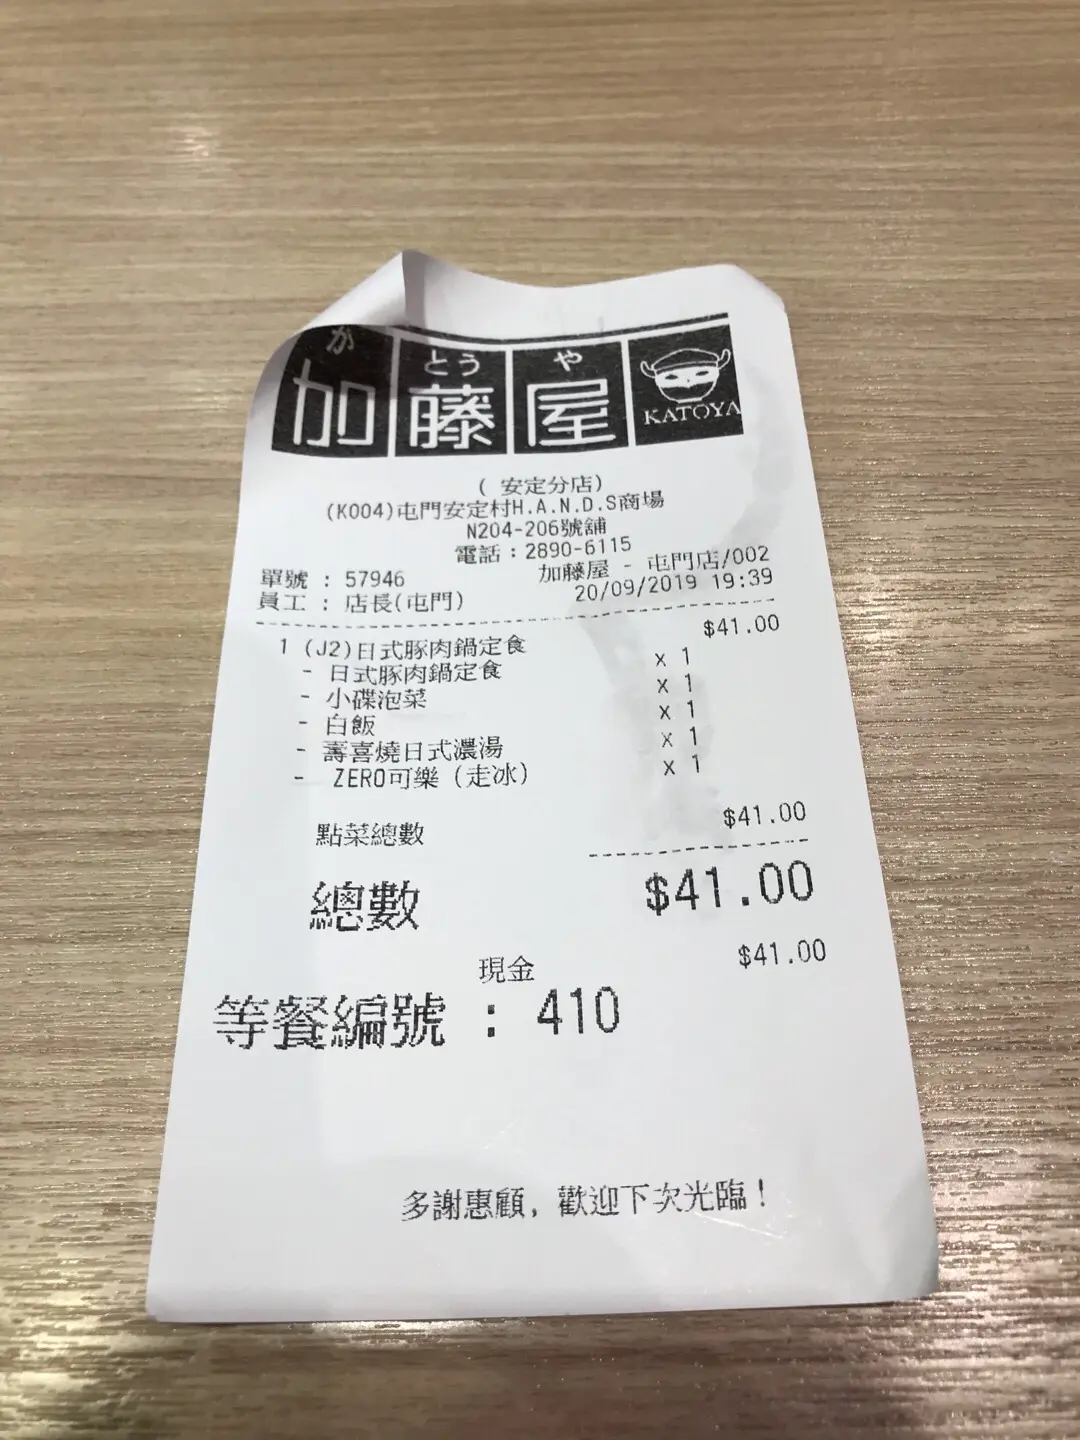 か とう や
加藤屋
KATOYA
( 安定分店)
(K004)屯門安定村H.A.N.D.S商場
N204-206號舖
電話：2890-6115
單號 : 57946 加藤屋 - 屯門店/002
員工 : 店長(屯門) 20/09/2019 19:39
1 (J2)日式豚肉鍋定食 $41.00
- 日式豚肉鍋定食 x 1
- 小碟泡菜 x 1
- 白飯 x 1
- 壽喜燒日式濃湯 x 1
- ZERO可樂 (走冰) x 1
點菜總數 $41.00
總數 $41.00
現金 $41.00
等餐編號 : 410
多謝惠顧, 歡迎下次光臨!